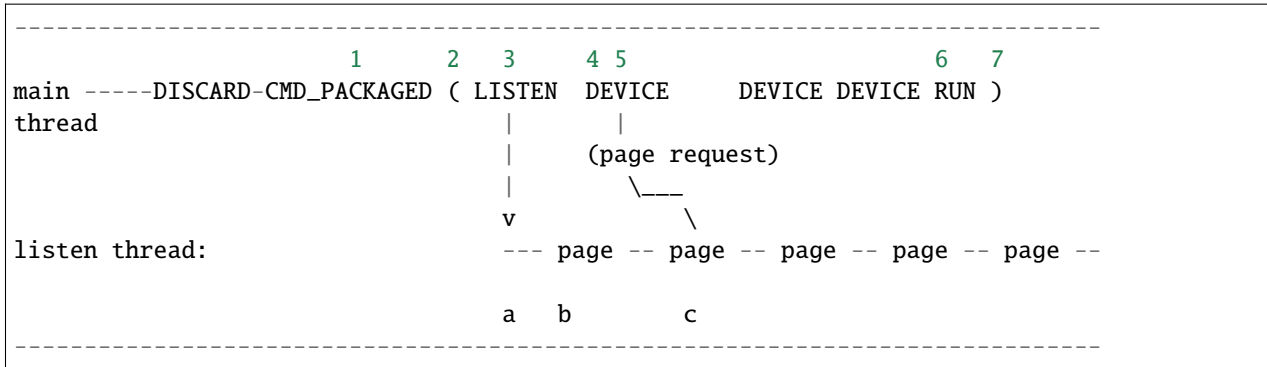 ------------------------------------------------------------------------------
                        1      2   3     4 5                      6   7
main -----DISCARD-CMD_PACKAGED ( LISTEN  DEVICE     DEVICE DEVICE RUN )
thread                             |       |
                                   |     (page request)
                                   |        \___
                                   v            \
listen thread:                     --- page -- page -- page -- page -- page --

                                   a   b        c
------------------------------------------------------------------------------